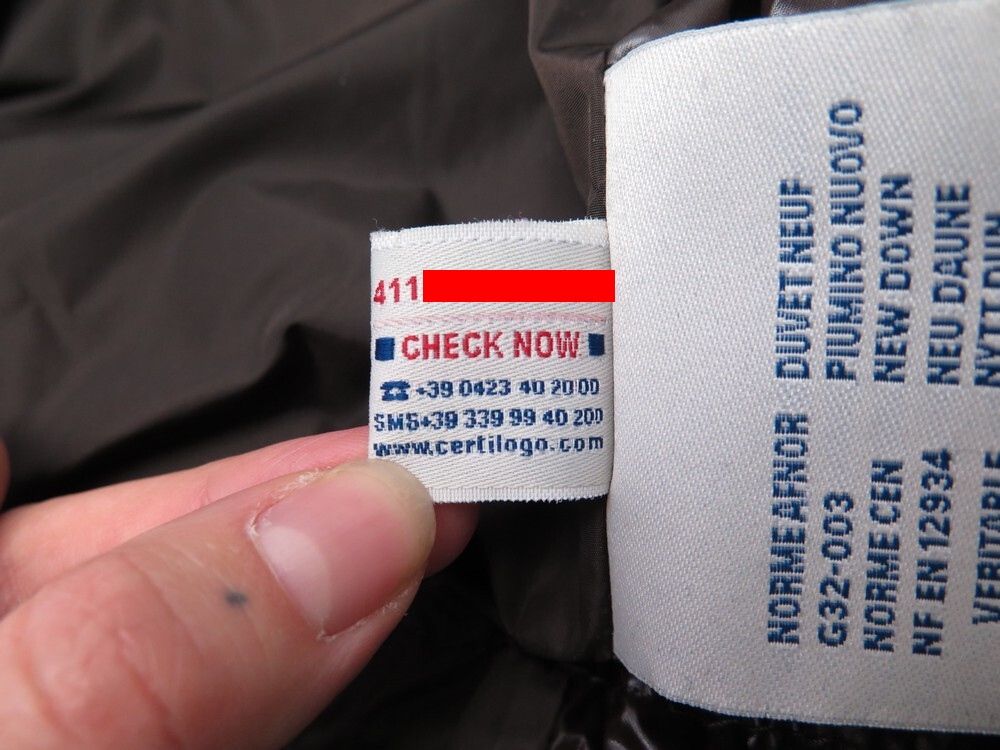 411
CHECK NOW
☎ +39 0423 40 20 00
SMS+39 339 99 40 200
www.certilogo.com
NORME AFNOR DUVET NEUF
G32-003 PIUMINO NUOVO
NORME CEN NEW DOWN
NF EN 12934 NEU DAUNE